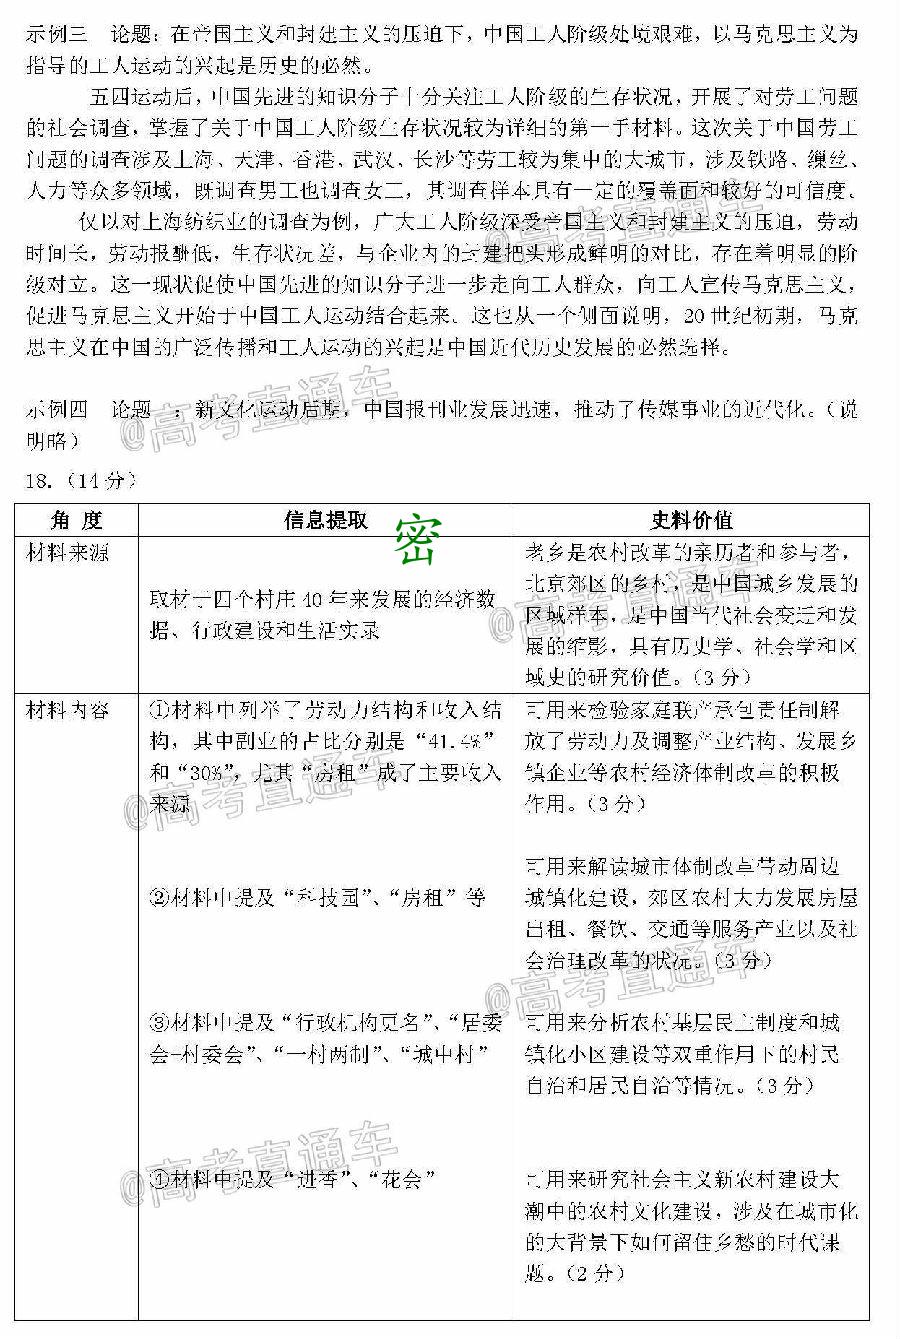 示例三 论题：在帝国主义和封建主义的压迫下，中国工人阶级处境艰难，以马克思主义为
指导的工人运动的兴起是历史的必然。
五四运动后，中国先进的知识分子十分关注工人阶级的生存状况，开展了对劳工问题
的社会调查，掌握了关于中国工人阶级生存状况较为详细的第一手材料。这次关于中国劳工
问题的调查涉及上海、天津、香港、武汉、长沙等劳工较为集中的大城市，涉及铁路、缫丝、
人力等众多领域，既调查男工也调查女工，其调查样本具有一定的覆盖面和较好的可信度。
仅以对上海纺织业的调查为例，广大工人阶级深受帝国主义和封建主义的压迫，劳动
时间长，劳动报酬低，生存状况差，与企业内的封建把头形成鲜明的对比，存在着明显的阶
级对立。这一现状促使中国先进的知识分子进一步走向工人群众，向工人宣传马克思主义，
促进马克思主义开始于中国工人运动结合起来。这也从一个侧面说明，20世纪初期，马克
思主义在中国的广泛传播和工人运动的兴起是中国近代历史发展的必然选择。
示例四 论题 ：新文化运动后期，中国报刊业发展迅速，推动了传媒事业的近代化。（说
明略）
18.（14分）
角 度 信息提取 史料价值
材料来源
取材于四个村庄40年来发展的经济数
据、行政建设和生活实录
老乡是农村改革的亲历者和参与者，
北京郊区的乡村，是中国城乡发展的
区域样本，是中国当代社会变迁和发
展的缩影，具有历史学、社会学和区
域史的研究价值。（3分）
材料内容
①材料中列举了劳动力结构和收入结
构，其中副业的占比分别是“41.4%”
和“30%”，尤其“房租”成了主要收入
来源
可用来检验家庭联产承包责任制解
放了劳动力及调整产业结构、发展乡
镇企业等农村经济体制改革的积极
作用。（3分）
②材料中提及“科技园”、“房租”等
可用来解读城市体制改革带动周边
城镇化建设，郊区农村大力发展房屋
出租、餐饮、交通等服务产业以及社
会治理改革的状况。（3分）
③材料中提及“行政机构更名”、“居委
会-村委会”、“一村两制”、“城中村”
可用来分析农村基层民主制度和城
镇化小区建设等双重作用下的村民
自治和居民自治等情况。（3分）
④材料中提及“进香”、“花会”
可用来研究社会主义新农村建设大
潮中的农村文化建设，涉及在城市化
的大背景下如何留住乡愁的时代课
题。（2分）
密
@高考直通车
@高考直通车
@高考直通车
@高考直通车
@高考直通车
@高考直通车